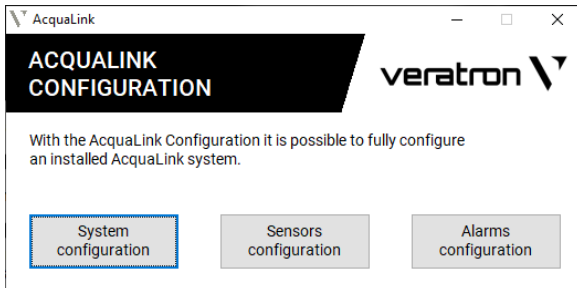 AcquaLink
ACQUALINK
CONFIGURATION
veratron
With the AcquaLink Configuration it is possible to fully configure
an installed AcquaLink system.
System
configuration
Sensors
configuration
Alarms
configuration